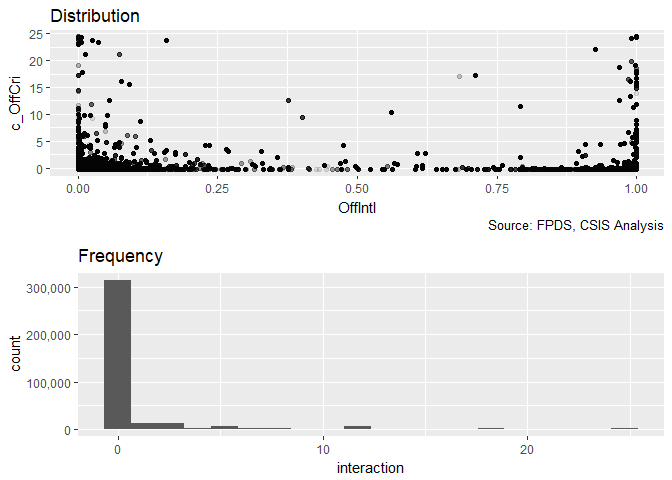 Distribution
25
20
15
10
5
0
c_OffCri
0.00 0.25 0.50 0.75 1.00
OffIntl
Source: FPDS, CSIS Analysis
Frequency
300,000
200,000
100,000
0
count
0 10 20
interaction